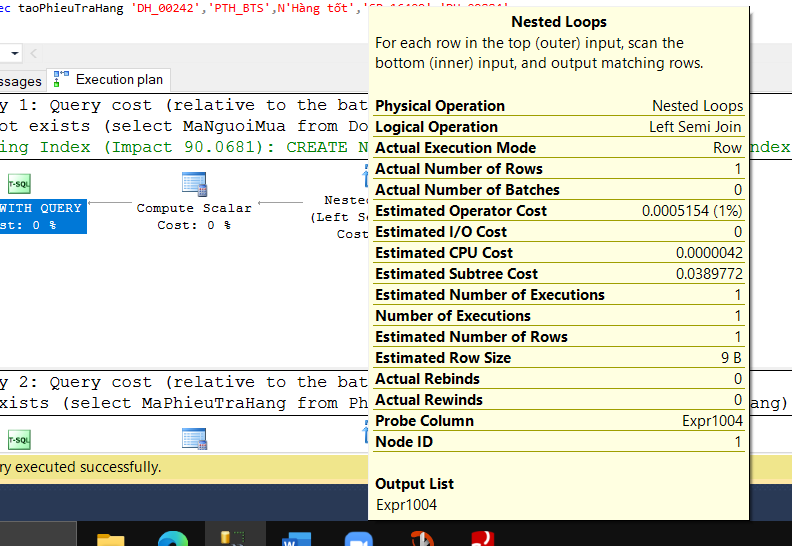 ec taoPhieuTraHang 'DH_00242','PTH_BTS',N'Hàng tốt',
ssages
Execution plan
y 1: Query cost (relative to the bat
ot exists (select MaNguoiMua from Do
ing Index (Impact 90.0681): CREATE N
ndex
T-SQL
WITH QUERY
st: 0 %
Compute Scalar
Cost: 0 %
Neste
(Left S
Cost
y 2: Query cost (relative to the bat
xists (select MaPhieuTraHang from Ph
ang)
T-SQL
ry executed successfully.
Nested Loops
For each row in the top (outer) input, scan the
bottom (inner) input, and output matching rows.
Physical Operation Nested Loops
Logical Operation Left Semi Join
Actual Execution Mode Row
Actual Number of Rows 1
Actual Number of Batches 0
Estimated Operator Cost 0.0005154 (1%)
Estimated I/O Cost 0
Estimated CPU Cost 0.0000042
Estimated Subtree Cost 0.0389772
Estimated Number of Executions 1
Number of Executions 1
Estimated Number of Rows 1
Estimated Row Size 9 B
Actual Rebinds 0
Actual Rewinds 0
Probe Column Expr1004
Node ID 1
Output List
Expr1004